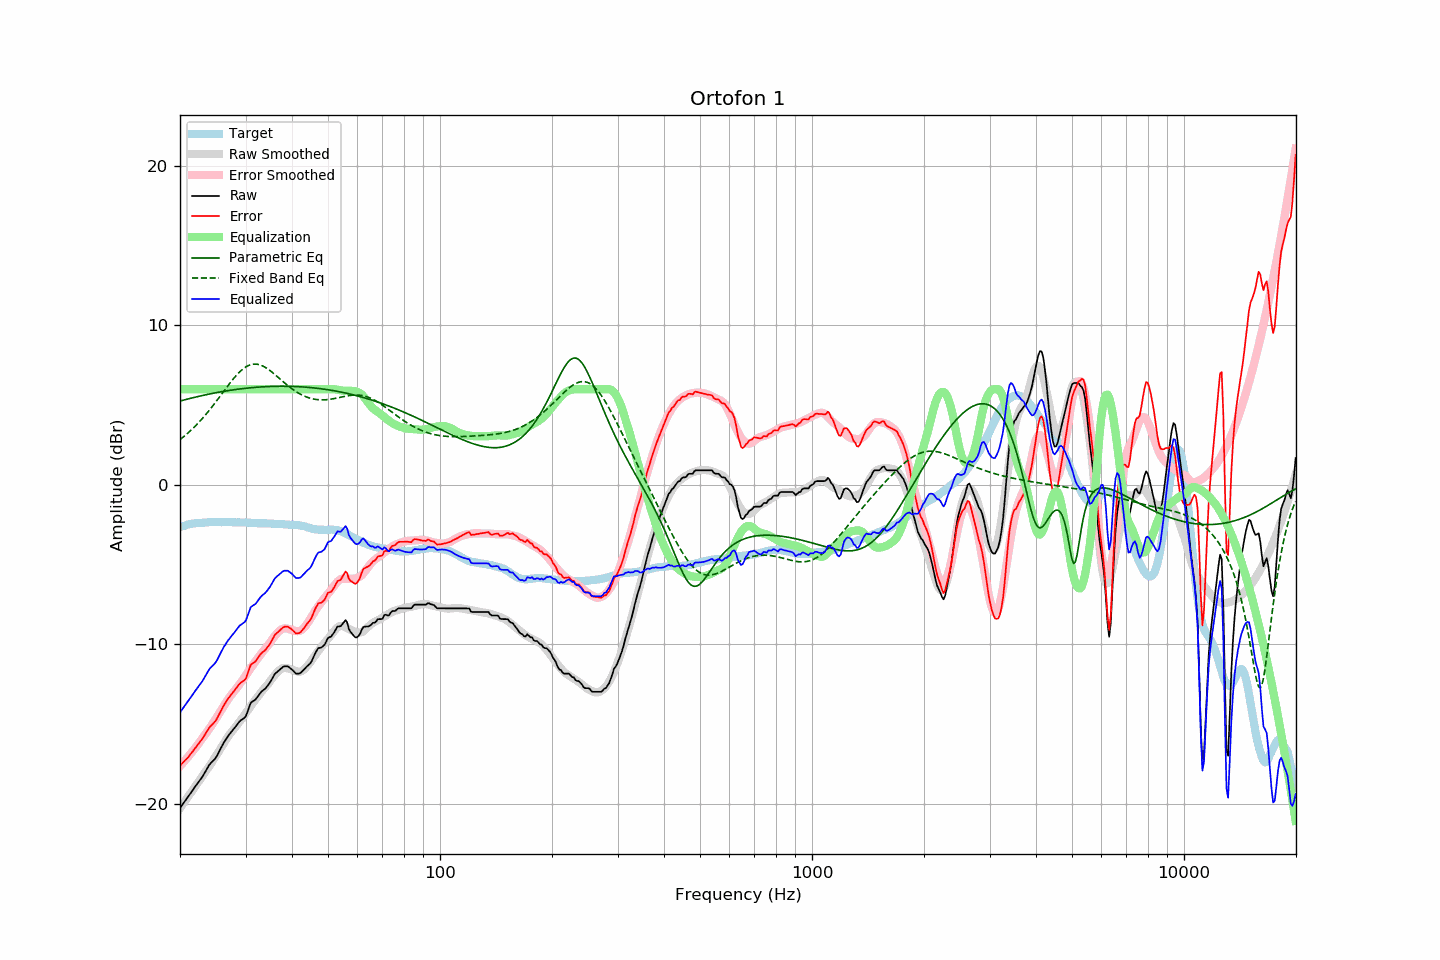 Ortofon 1
Target
Raw Smoothed
Error Smoothed
Raw
Error
Equalization
Parametric Eq
Fixed Band Eq
Equalized
20
10
0
−10
−20
Amplitude (dBr)
100
1000
10000
Frequency (Hz)